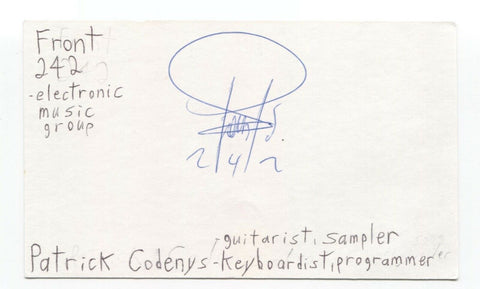 Front
242
-electronic
music
group
2/4/2
-guitarist, sampler
Patrick Codenys-keyboardist, programmer